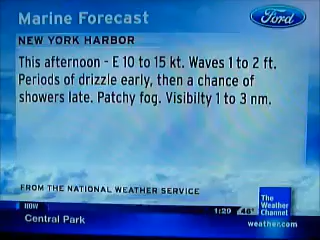 Marine Forecast
Ford
NEW YORK HARBOR
This afternoon - E 10 to 15 kt. Waves 1 to 2 ft.
Periods of drizzle early, then a chance of
showers late. Patchy fog. Visibilty 1 to 3 nm.
FROM THE NATIONAL WEATHER SERVICE
The
Weather
Channel
NOW
1:29 48°
Central Park
weather.com